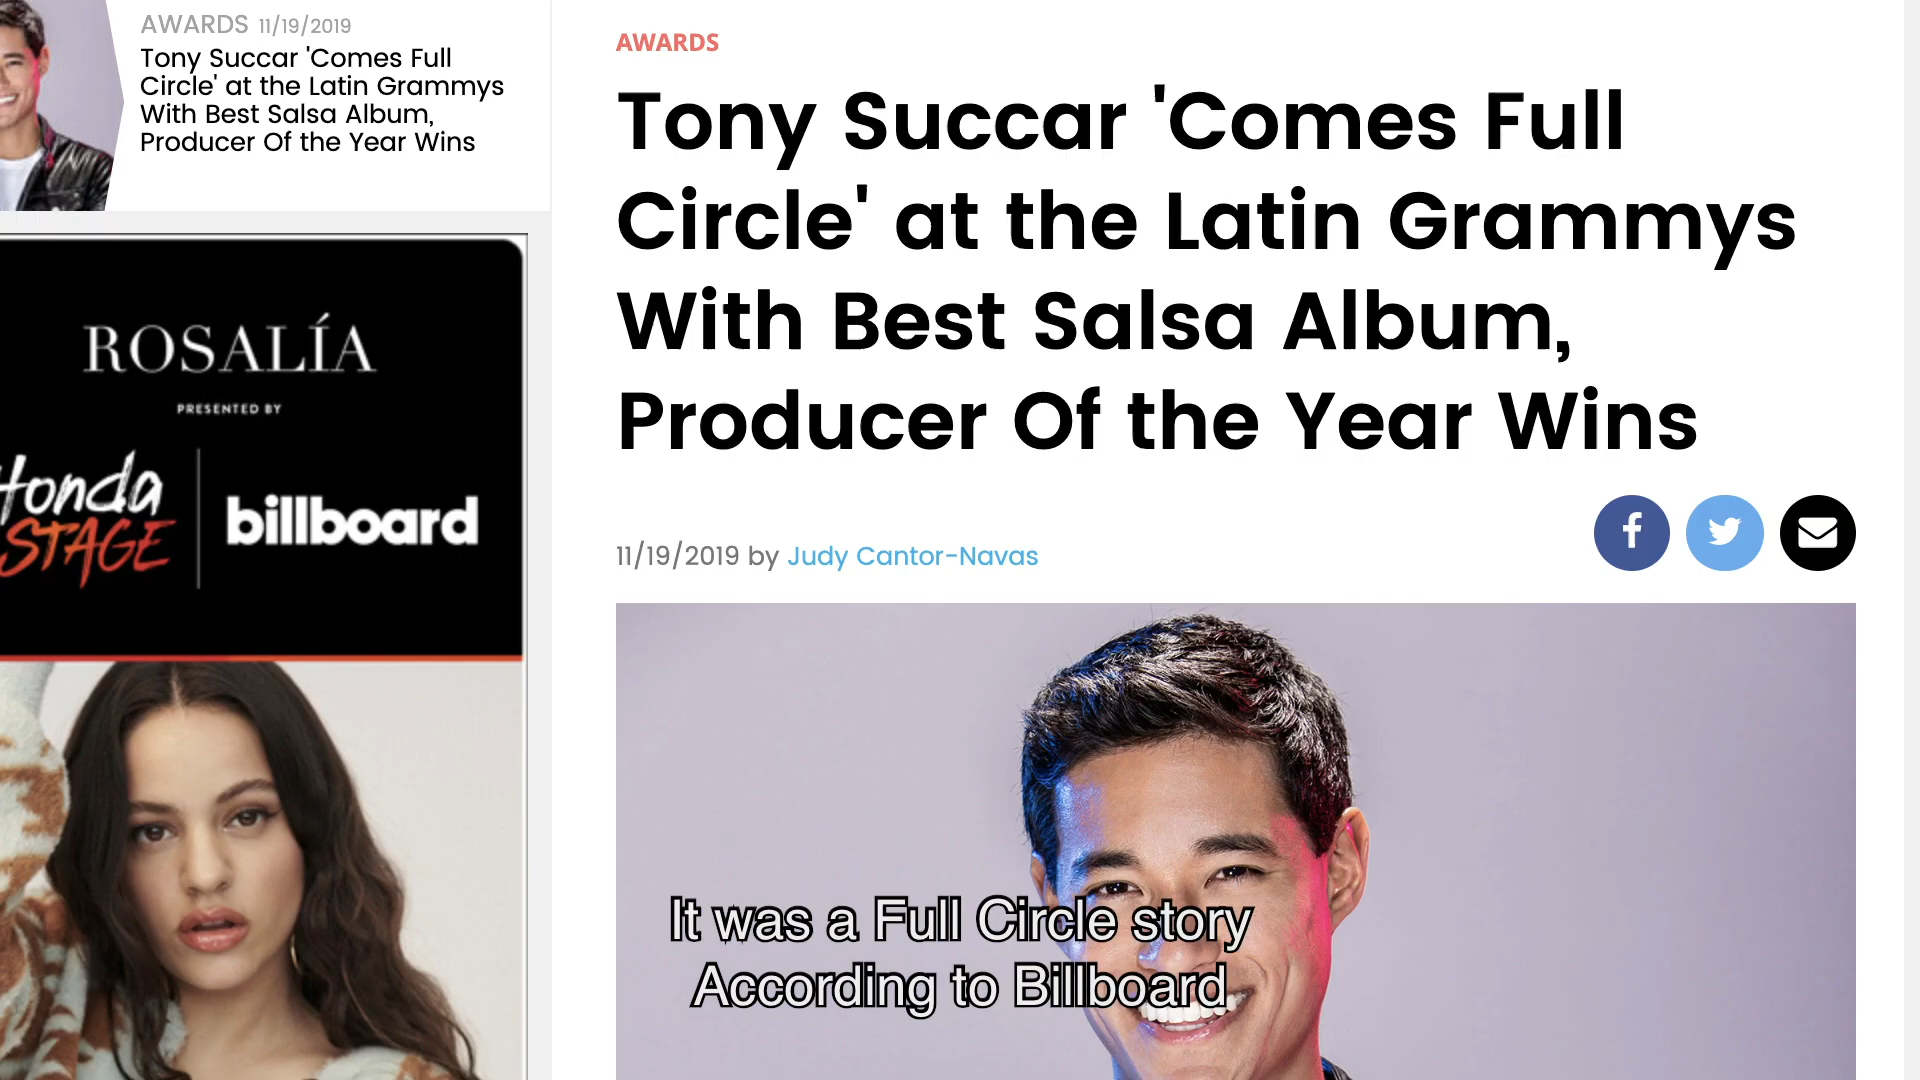 AWARDS 11/19/2019
Tony Succar 'Comes Full
Circle' at the Latin Grammys
With Best Salsa Album,
Producer Of the Year Wins
ROSALÍA
PRESENTED BY
Honda
STAGE
billboard
AWARDS
Tony Succar 'Comes Full
Circle' at the Latin Grammys
With Best Salsa Album,
Producer Of the Year Wins
11/19/2019 by Judy Cantor-Navas
It was a Full Circle story
According to Billboard